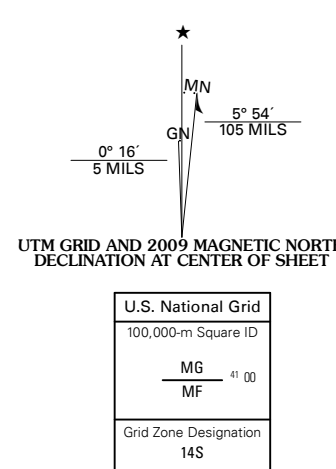 ★
MN
5° 54´
105 MILS
GN
0° 16´
5 MILS
UTM GRID AND 2009 MAGNETIC NORTH
DECLINATION AT CENTER OF SHEET
U.S. National Grid
100,000-m Square ID
MG
41 00
MF
Grid Zone Designation
14S